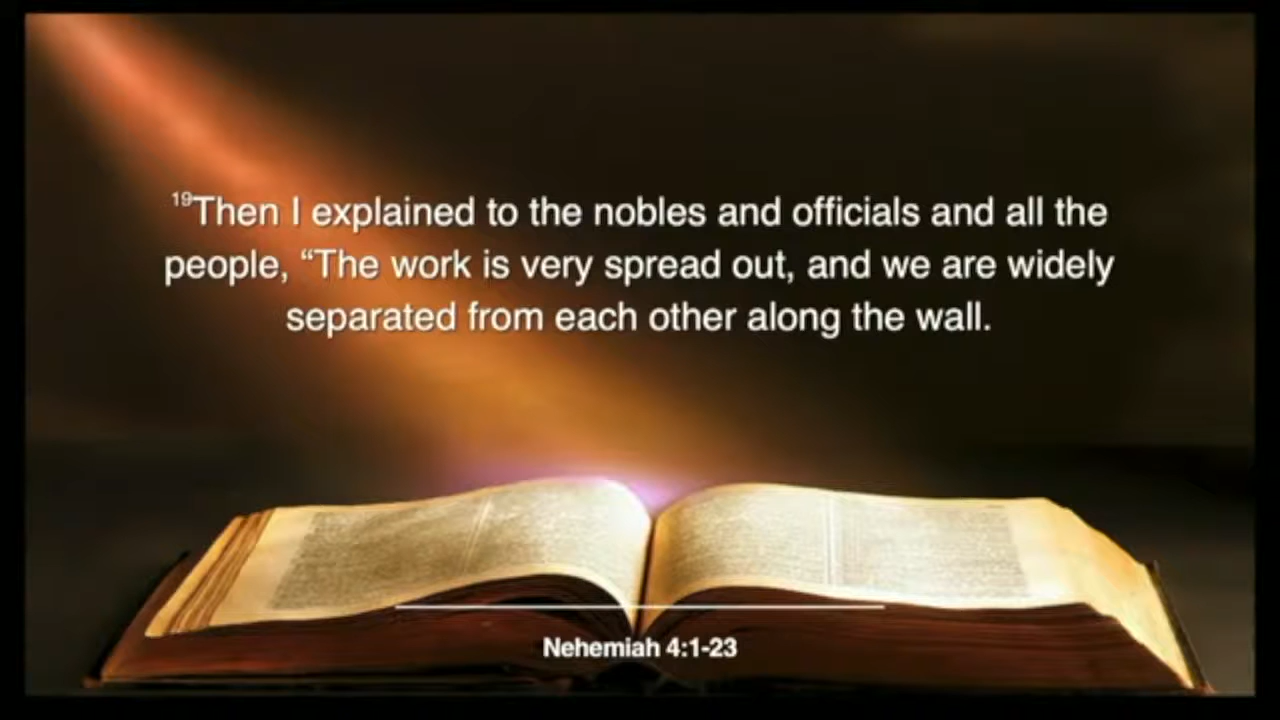 19Then I explained to the nobles and officials and all the
people, “The work is very spread out, and we are widely
separated from each other along the wall.
Nehemiah 4:1-23